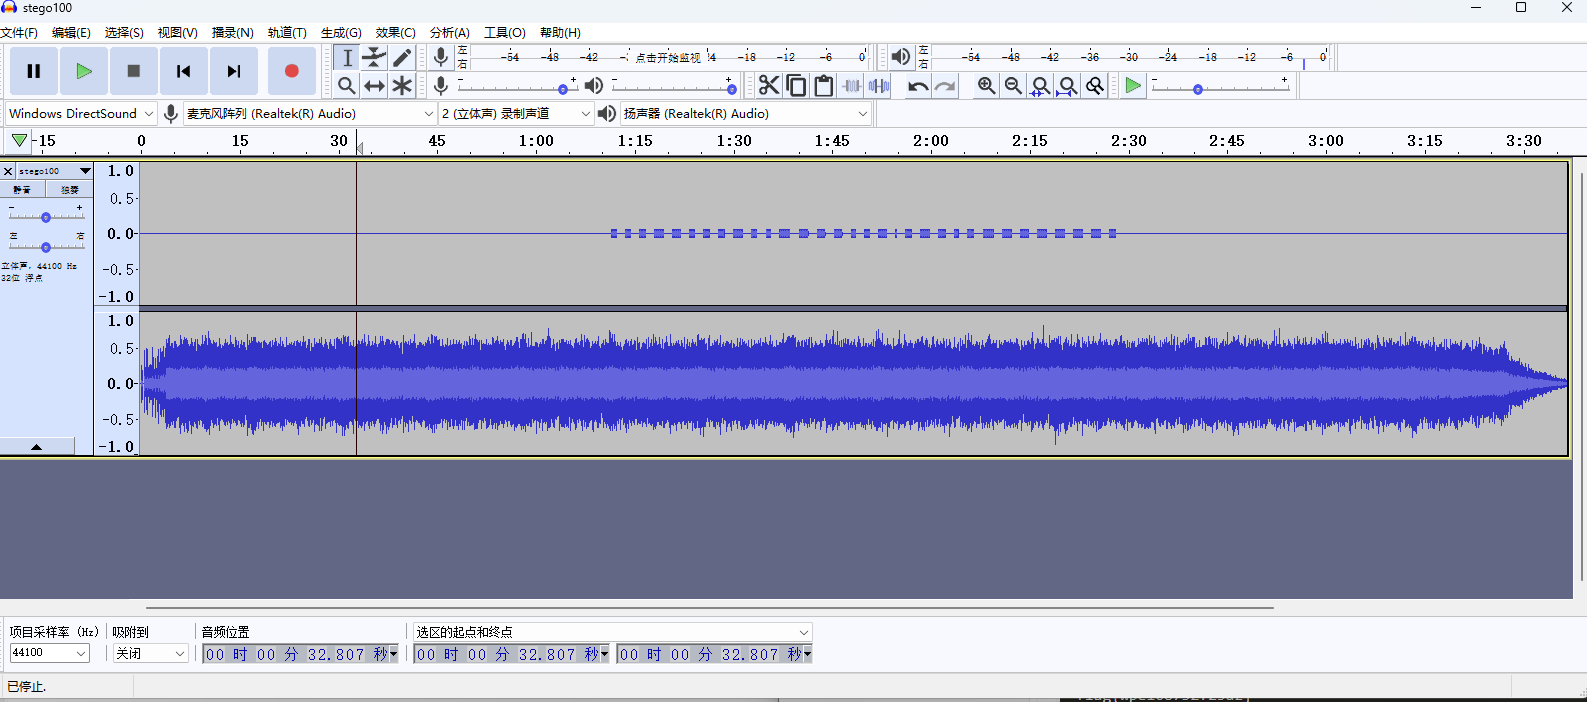 stego100
文件(F) 编辑(E) 选择(S) 视图(V) 播录(N) 轨道(T) 生成(G) 效果(C) 分析(A) 工具(O) 帮助(H)
左 右 -54 -48 -42 -3 点击开始监视 !4 -18 -12 -6 0
左 右 -54 -48 -42 -36 -30 -24 -18 -12 -6 0
Windows DirectSound 麦克风阵列 (Realtek(R) Audio) 2 (立体声) 录制声道 扬声器 (Realtek(R) Audio)
-15 0 15 30 45 1:00 1:15 1:30 1:45 2:00 2:15 2:30 2:45 3:00 3:15 3:30
stego100
静音 独奏
- +
左 右
立体声, 44100 Hz
32位 浮点
1.0
0.5
0.0
-0.5
-1.0
1.0
0.5
0.0
-0.5
-1.0
项目采样率 (Hz) 吸附到 音频位置 选区的起点和终点
44100 关闭 00 时 00 分 32.807 秒 00 时 00 分 32.807 秒 00 时 00 分 32.807 秒
已停止.